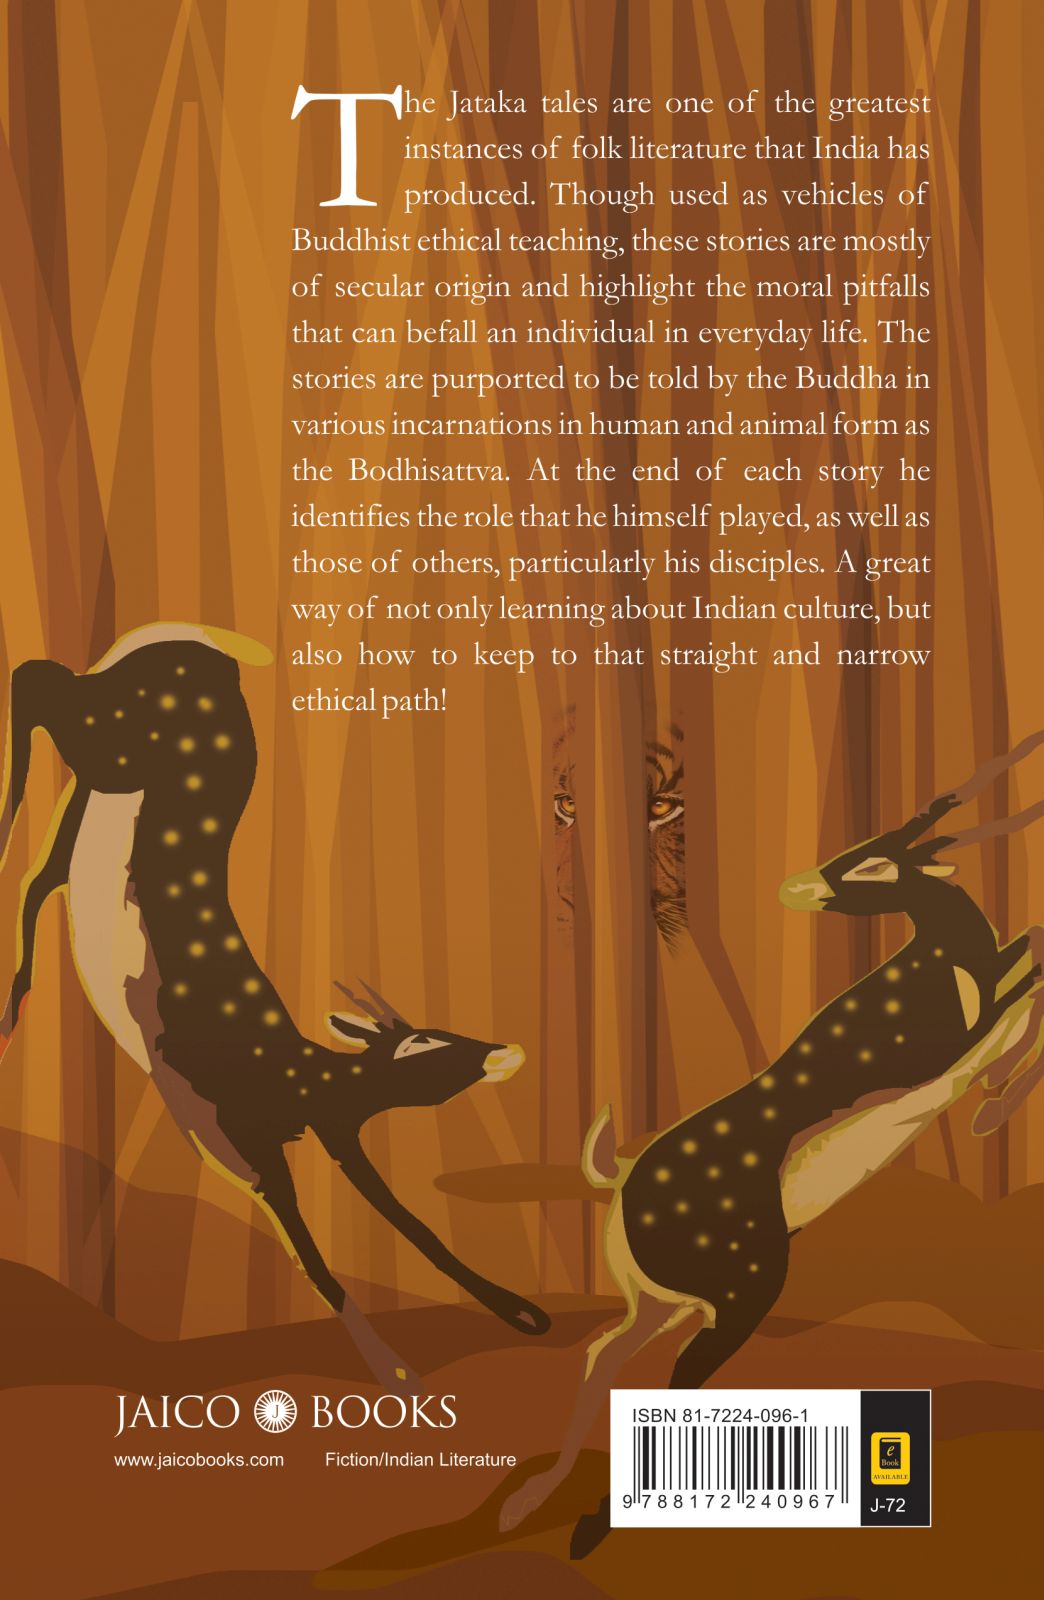 The Jataka tales are one of the greatest
instances of folk literature that India has
produced. Though used as vehicles of
Buddhist ethical teaching, these stories are mostly
of secular origin and highlight the moral pitfalls
that can befall an individual in everyday life. The
stories are purported to be told by the Buddha in
various incarnations in human and animal form as
the Bodhisattva. At the end of each story he
identifies the role that he himself played, as well as
those of others, particularly his disciples. A great
way of not only learning about Indian culture, but
also how to keep to that straight and narrow
ethical path!
JAICO J BOOKS
www.jaicobooks.com Fiction/Indian Literature
ISBN 81-7224-096-1
9 788172 240967
e
Book
AVAILABLE
J-72